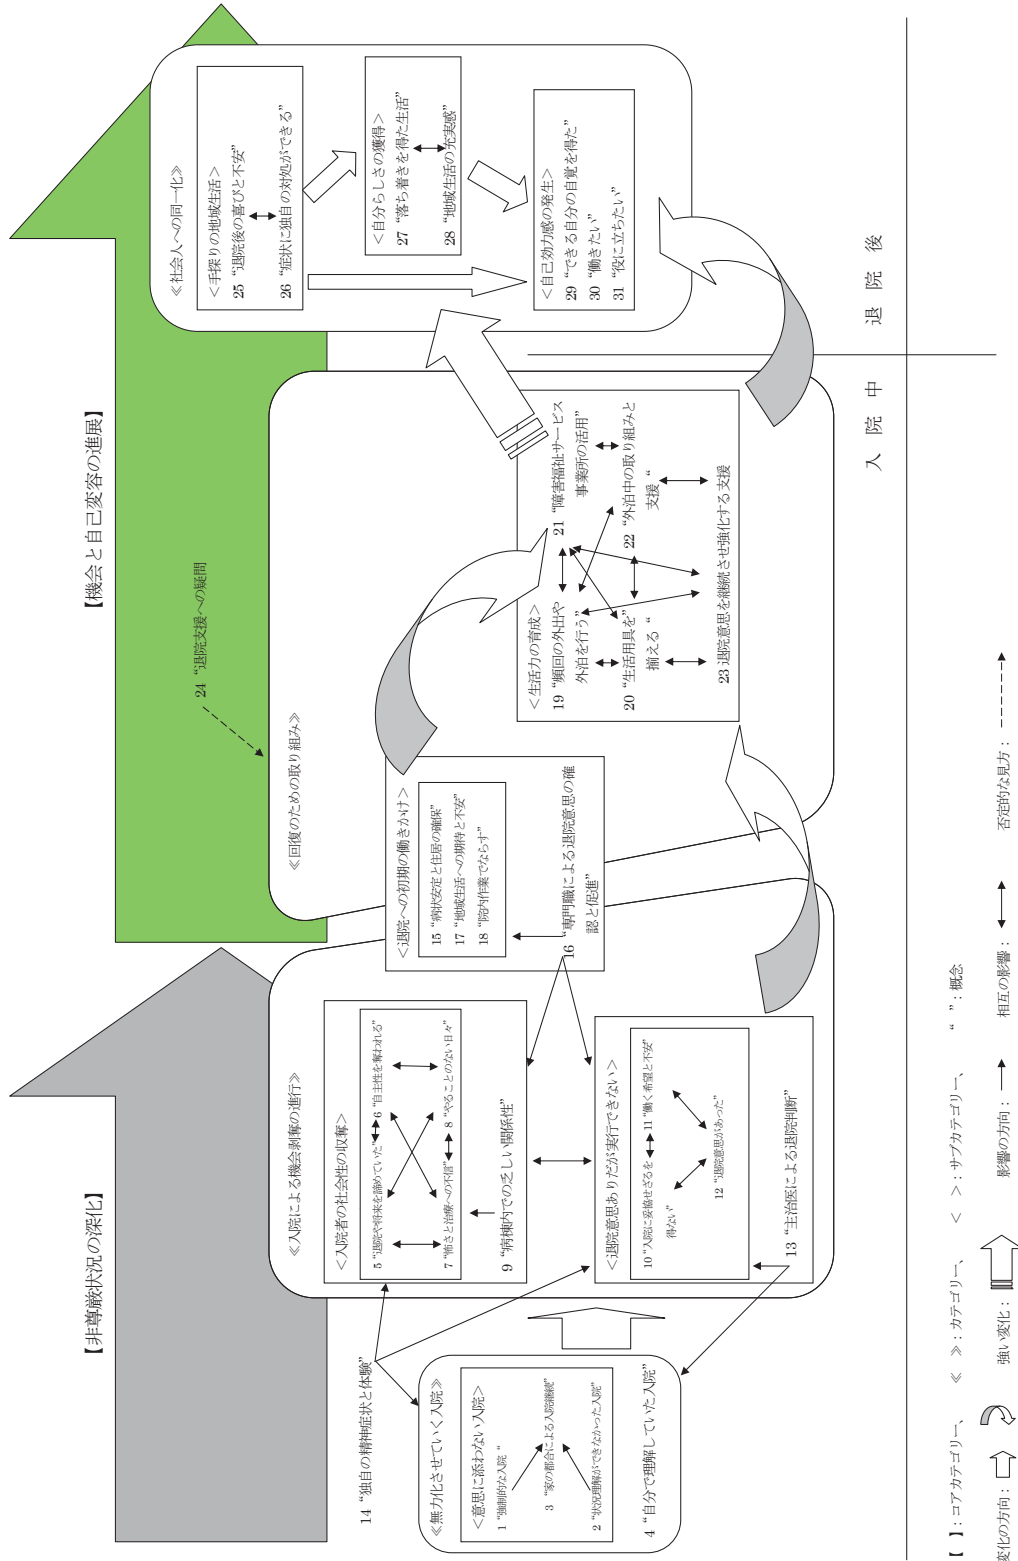 【非尊厳状況の深化】
【機会と自己変容の進展】
14 “独自の精神症状と体験”
≪無力化させていく入院≫
＜意思に添わない入院＞
1 “強制的な入院 “
3 “家の都合による入院継続”
2 “状況理解ができなかった入院”
4 “自分で理解していた入院”
≪入院による機会剥奪の進行≫
＜入院者の社会性の収奪＞
5 “退院や将来を諦めていた”
6 “自主性を奪われる”
7 “怖さと治療への不信”
8 “やることのない日々”
9 “病棟内での乏しい関係性”
＜退院意思ありだが実行できない＞
10 “入院に妥協せざるを
得ない”
11 “働く希望と不安”
12 “退院意思があった”
13 “主治医による退院判断”
24 “退院支援への疑問
≪回復のための取り組み≫
＜退院への初期の働きかけ＞
15 “病状安定と住居の確保”
17 “地域生活への期待と不安”
18 “院内作業でならす”
16 “専門職による退院意思の確
認と促進”
＜生活力の育成＞
19 “頻回の外出や
外泊を行う”
20 “生活用具を”
揃える “
21 “障害福祉サービス
事業所の活用”
22 “外泊中の取り組みと
支援 “
23 退院意思を継続させ強化する支援
≪社会人への同一化≫
＜手探りの地域生活＞
25 “退院後の喜びと不安”
26 “症状に独自の対処ができる”
＜自分らしさの獲得＞
27 “落ち着きを得た生活”
28 “地域生活の充実感”
＜自己効力感の発生＞
29 “できる自分の自覚を得た”
30 “働きたい”
31 “役に立ちたい”
入 院 中
退 院 後
【 】：コアカテゴリー、 ≪ ≫：カテゴリー、 ＜ ＞：サブカテゴリー、 “ ”：概念
変化の方向： 強い変化： 影響の方向： 相互の影響： 否定的な見方：